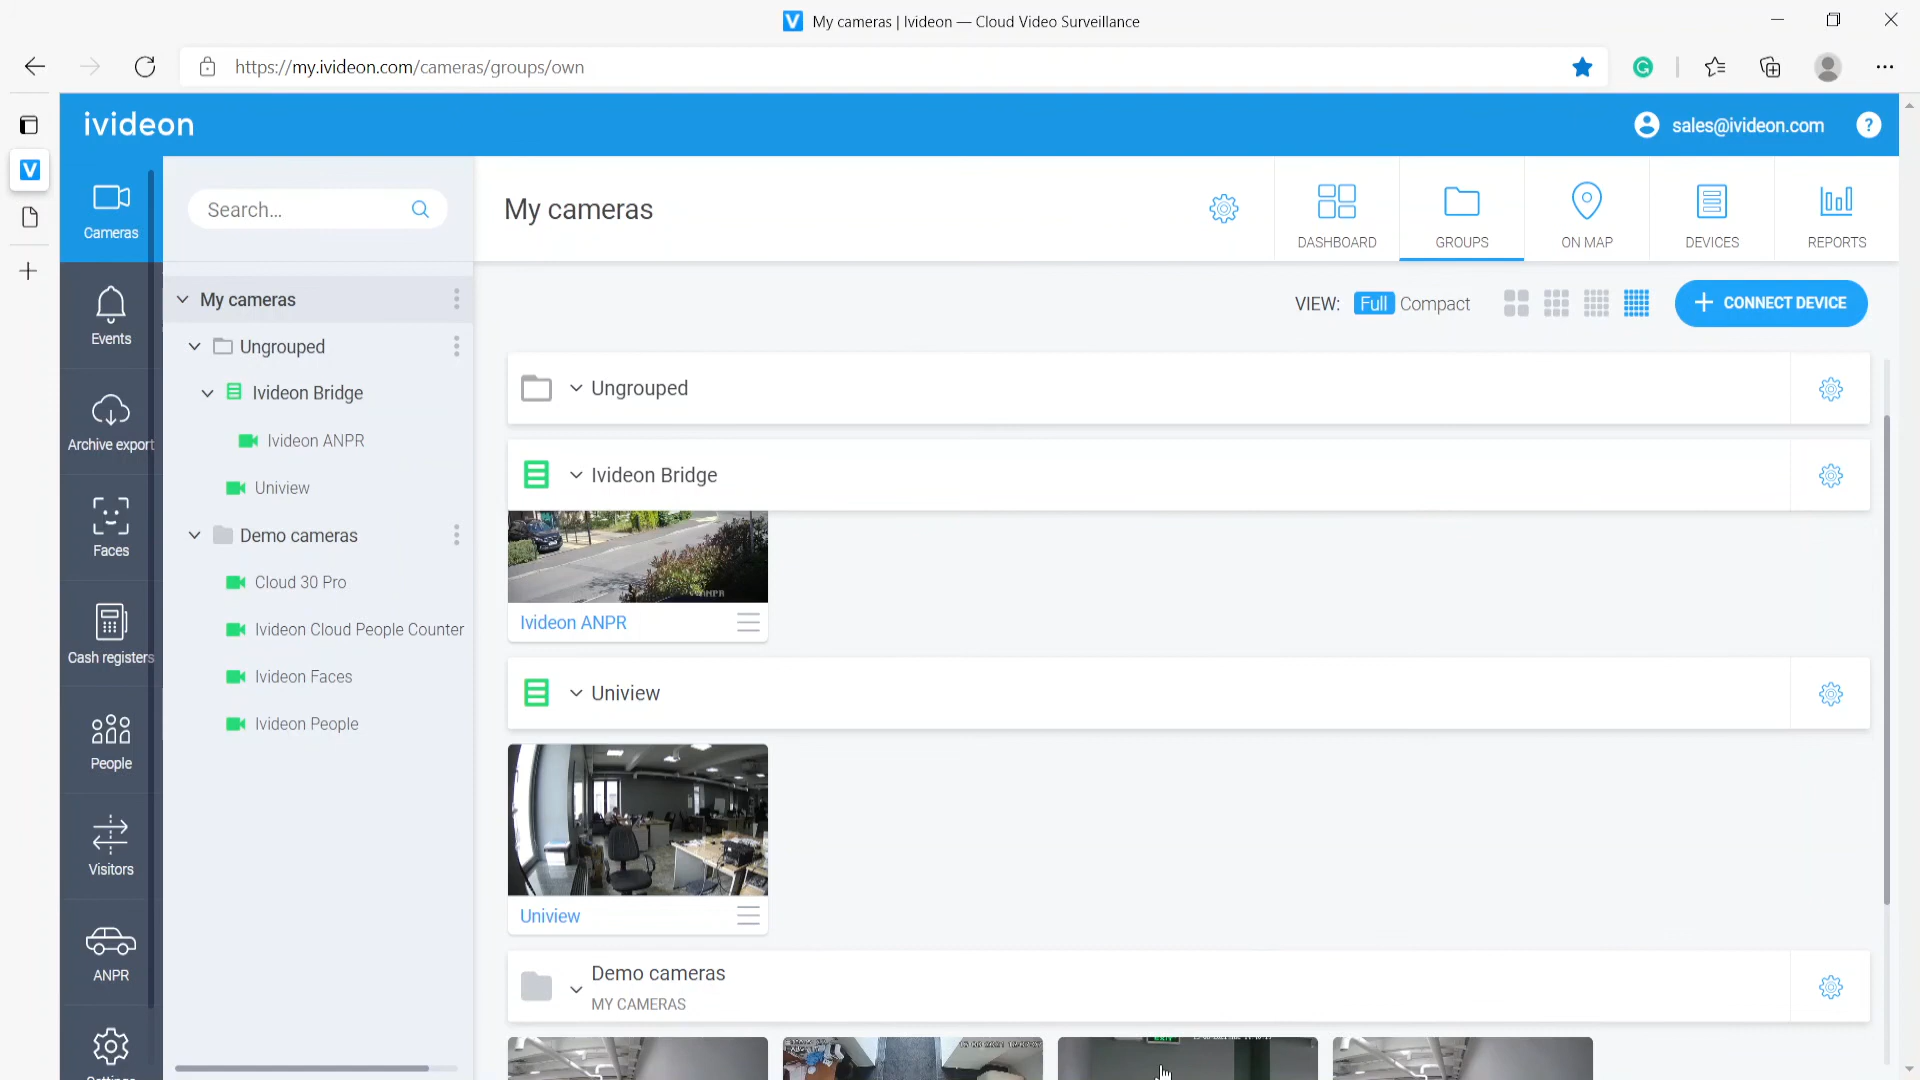 My cameras | Ivideon — Cloud Video Surveillance
https://my.ivideon.com/cameras/groups/own
ivideon
sales@ivideon.com
?
Cameras
Events
Archive export
Faces
Cash registers
People
Visitors
ANPR
Search...
My cameras
Ungrouped
Ivideon Bridge
Ivideon ANPR
Uniview
Demo cameras
Cloud 30 Pro
Ivideon Cloud People Counter
Ivideon Faces
Ivideon People
My cameras
DASHBOARD
GROUPS
ON MAP
DEVICES
REPORTS
VIEW: Full Compact
+ CONNECT DEVICE
Ungrouped
Ivideon Bridge
Ivideon ANPR
Uniview
Uniview
Demo cameras
MY CAMERAS